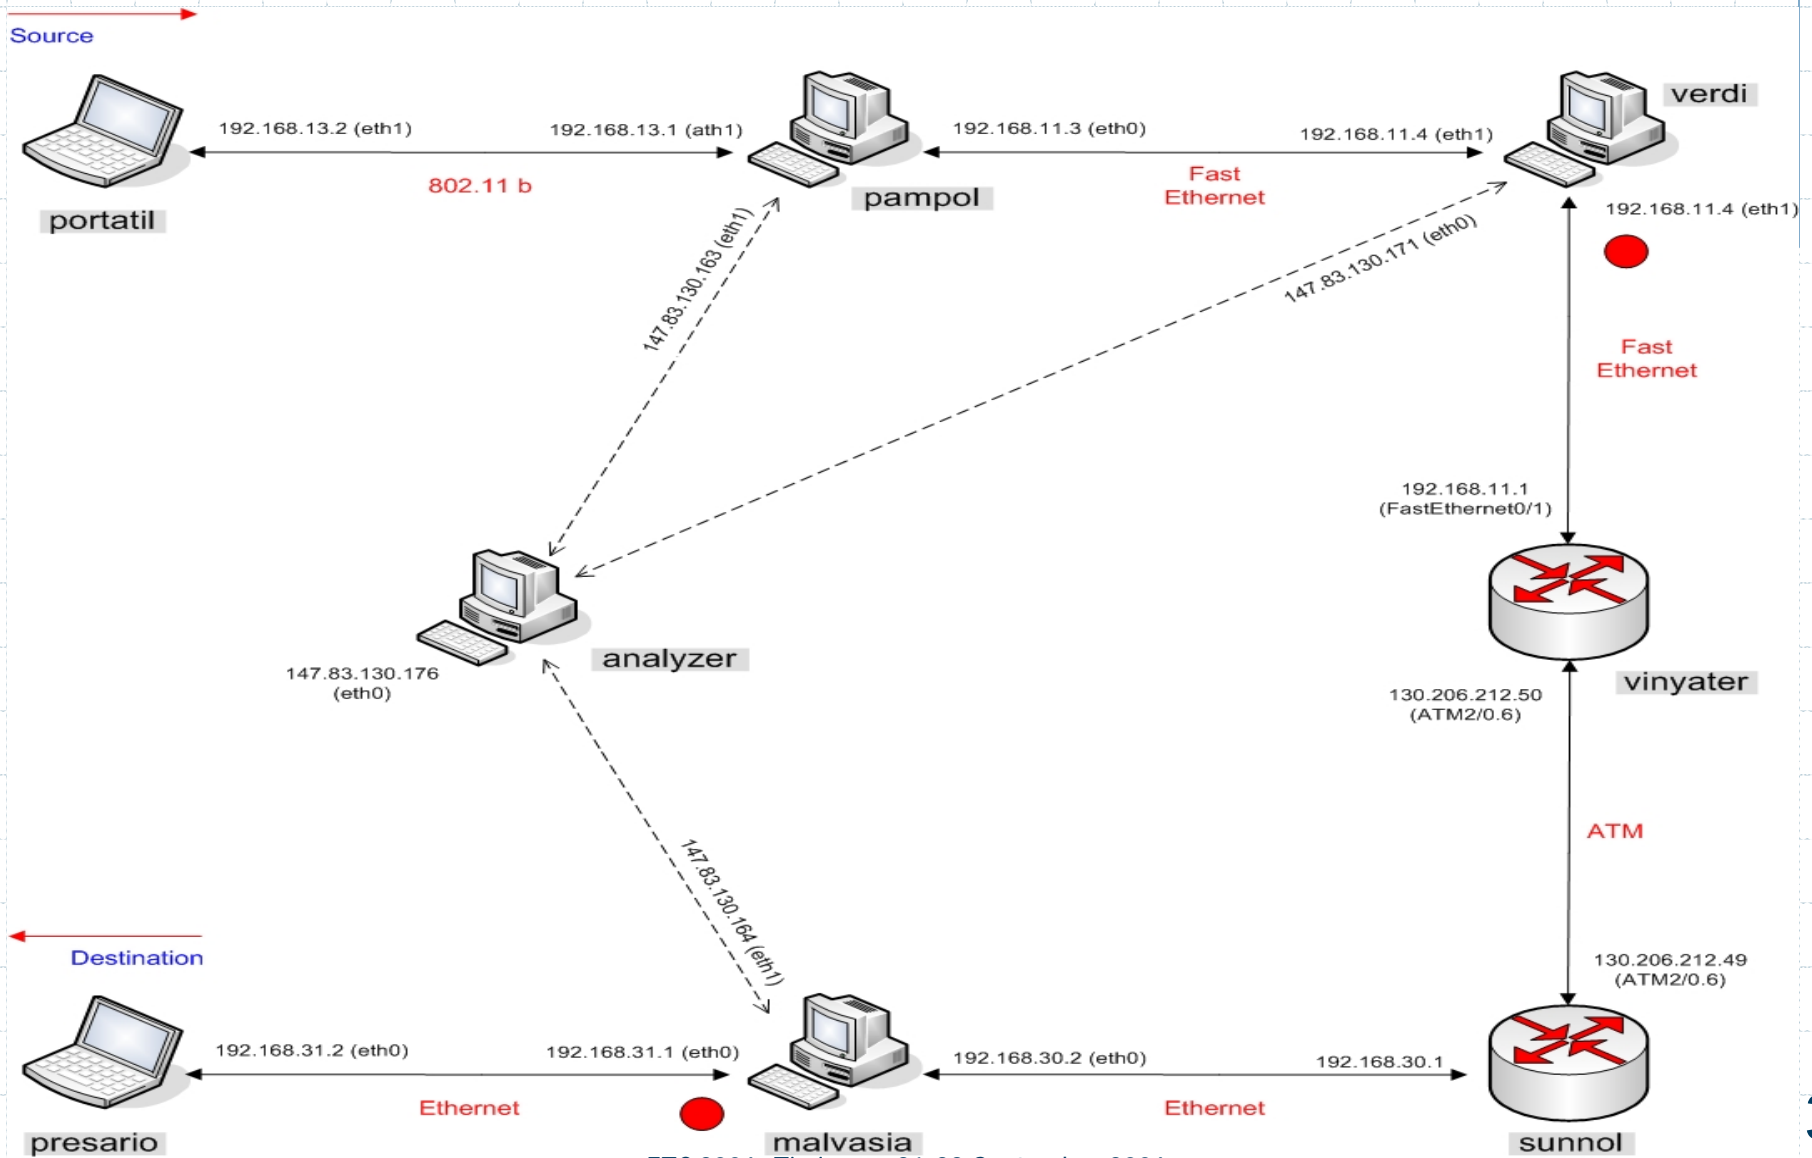 Source
verdi
192.168.13.2 (eth1)
192.168.13.1 (ath1)
192.168.11.3 (eth0)
192.168.11.4 (eth1)
802.11 b
Fast
Ethernet
portatil
pampol
192.168.11.4 (eth1)
147.83.130.163 (eth1)
147.83.130.171 (eth0)
Fast
Ethernet
192.168.11.1
(FastEthernet0/1)
analyzer
147.83.130.176
(eth0)
vinyater
130.206.212.50
(ATM2/0.6)
ATM
147.83.130.164 (eth1)
Destination
130.206.212.49
(ATM2/0.6)
192.168.31.2 (eth0)
192.168.31.1 (eth0)
192.168.30.2 (eth0)
192.168.30.1
Ethernet
Ethernet
presario
malvasia
sunnol